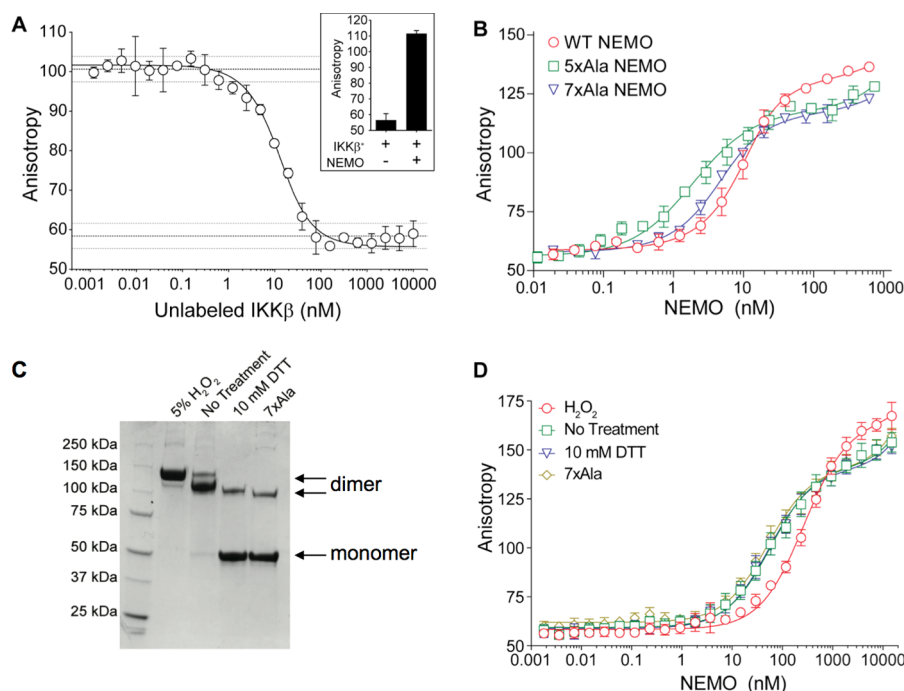 A
110
100
90
80
70
60
50
Anisotropy
0.001 0.01 0.1 1 10 100 1000 10000
Unlabeled IKKβ (nM)
120
110
100
90
80
70
60
50
Anisotropy
IKKβ* + +
NEMO - +
B
WT NEMO
5xAla NEMO
7xAla NEMO
150
125
100
75
50
Anisotropy
0.01 0.1 1 10 100 1000
NEMO (nM)
C
5% H₂O₂
No Treatment
10 mM DTT
7xAla
250 kDa
150 kDa
100 kDa
75 kDa
50 kDa
37 kDa
25 kDa
dimer
monomer
D
H₂O₂
No Treatment
10 mM DTT
7xAla
175
150
125
100
75
50
Anisotropy
0.001 0.01 0.1 1 10 100 1000 10000
NEMO (nM)